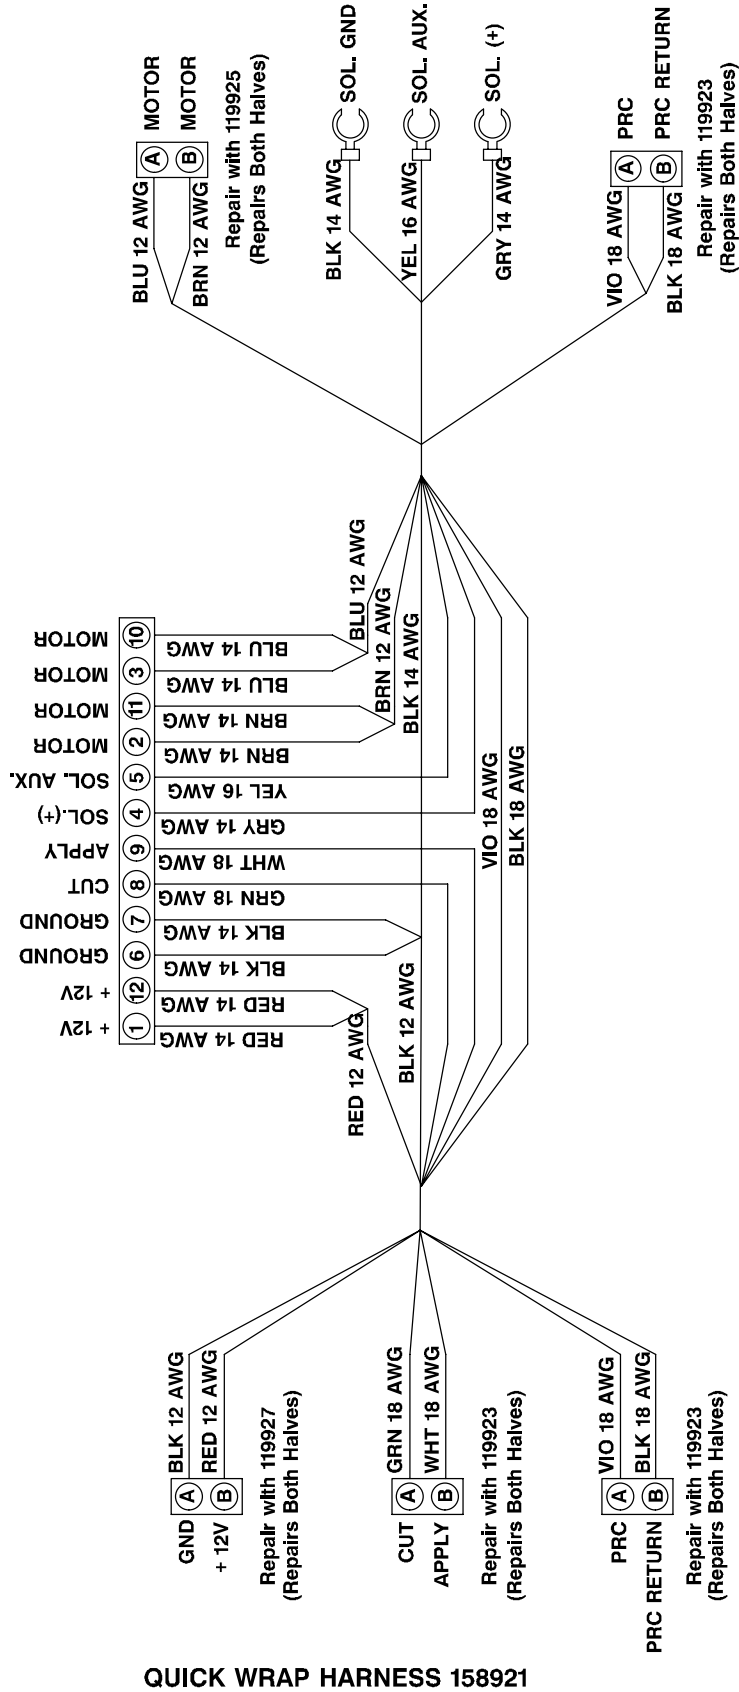 SOL. GND
SOL. AUX.
SOL. (+)
MOTOR
MOTOR
A
B
Repair with 119925
(Repairs Both Halves)
BLU 12 AWG
BRN 12 AWG
BLK 14 AWG
YEL 16 AWG
GRY 14 AWG
PRC
PRC RETURN
A
B
VIO 18 AWG
BLK 18 AWG
Repair with 119923
(Repairs Both Halves)
MOTOR 10 BLU 14 AWG
MOTOR 3 BLU 14 AWG
MOTOR 11 BRN 14 AWG
MOTOR 2 BRN 14 AWG
SOL. AUX. 5 YEL 16 AWG
SOL.(+) 4 GRY 14 AWG
APPLY 9 WHT 18 AWG
CUT 8 GRN 18 AWG
GROUND 7 BLK 14 AWG
GROUND 6 BLK 14 AWG
+ 12V 12 RED 14 AWG
+ 12V 1 RED 14 AWG
BLU 12 AWG
BRN 12 AWG
BLK 14 AWG
VIO 18 AWG
BLK 18 AWG
RED 12 AWG
BLK 12 AWG
GND A BLK 12 AWG
+ 12V B RED 12 AWG
Repair with 119927
(Repairs Both Halves)
CUT A GRN 18 AWG
APPLY B WHT 18 AWG
Repair with 119923
(Repairs Both Halves)
PRC A VIO 18 AWG
PRC RETURN B BLK 18 AWG
Repair with 119923
(Repairs Both Halves)
QUICK WRAP HARNESS 158921